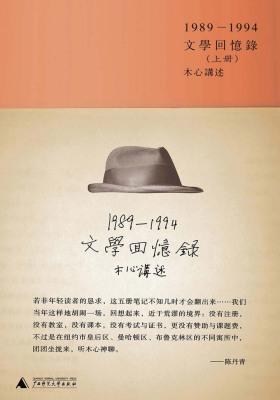 1989－1994
文學回憶錄
（上册）
木心講述
1989—1994
文學回憶錄
木心講述
若非年轻读者的恳求，这五册笔记不知几时才会翻出来……我们
当年这样地胡闹一场，回想起来，近于荒谬的境界：没有注册，
没有教室，没有课本，没有考试与证书，更没有赞助与课题费，
不过是在纽约市皇后区、曼哈顿区、布鲁克林区的不同寓所中，
团团坐拢来，听木心神聊。
——陈丹青
广西师范大学出版社